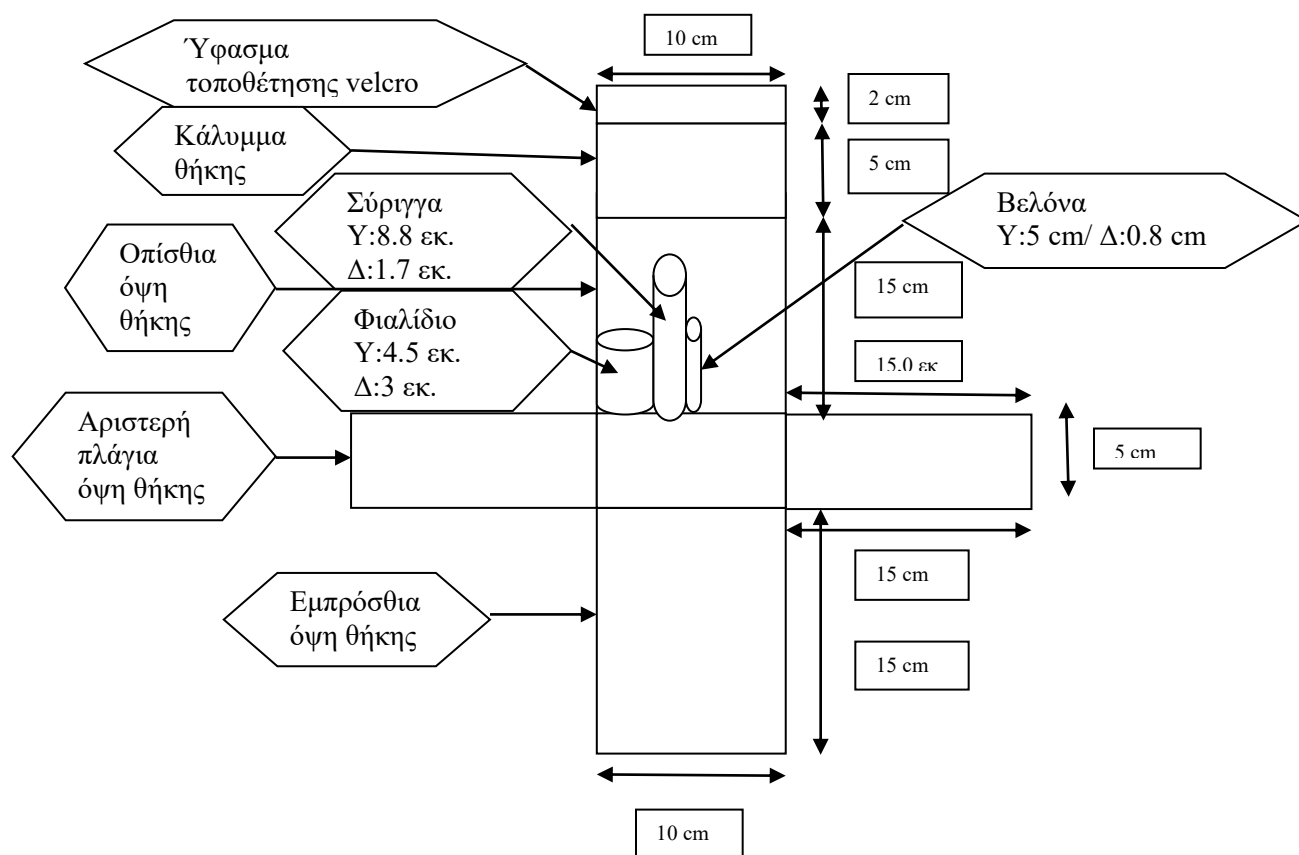 10 cm
Ύφασμα
τοποθέτησης velcro
2 cm
Κάλυμμα
θήκης
5 cm
Σύριγγα
Υ:8.8 εκ.
Δ:1.7 εκ.
Βελόνα
Υ:5 cm/ Δ:0.8 cm
Οπίσθια
όψη
θήκης
15 cm
Φιαλίδιο
Υ:4.5 εκ.
Δ:3 εκ.
15.0 εκ
Αριστερή
πλάγια
όψη θήκης
5 cm
15 cm
Εμπρόσθια
όψη θήκης
15 cm
10 cm